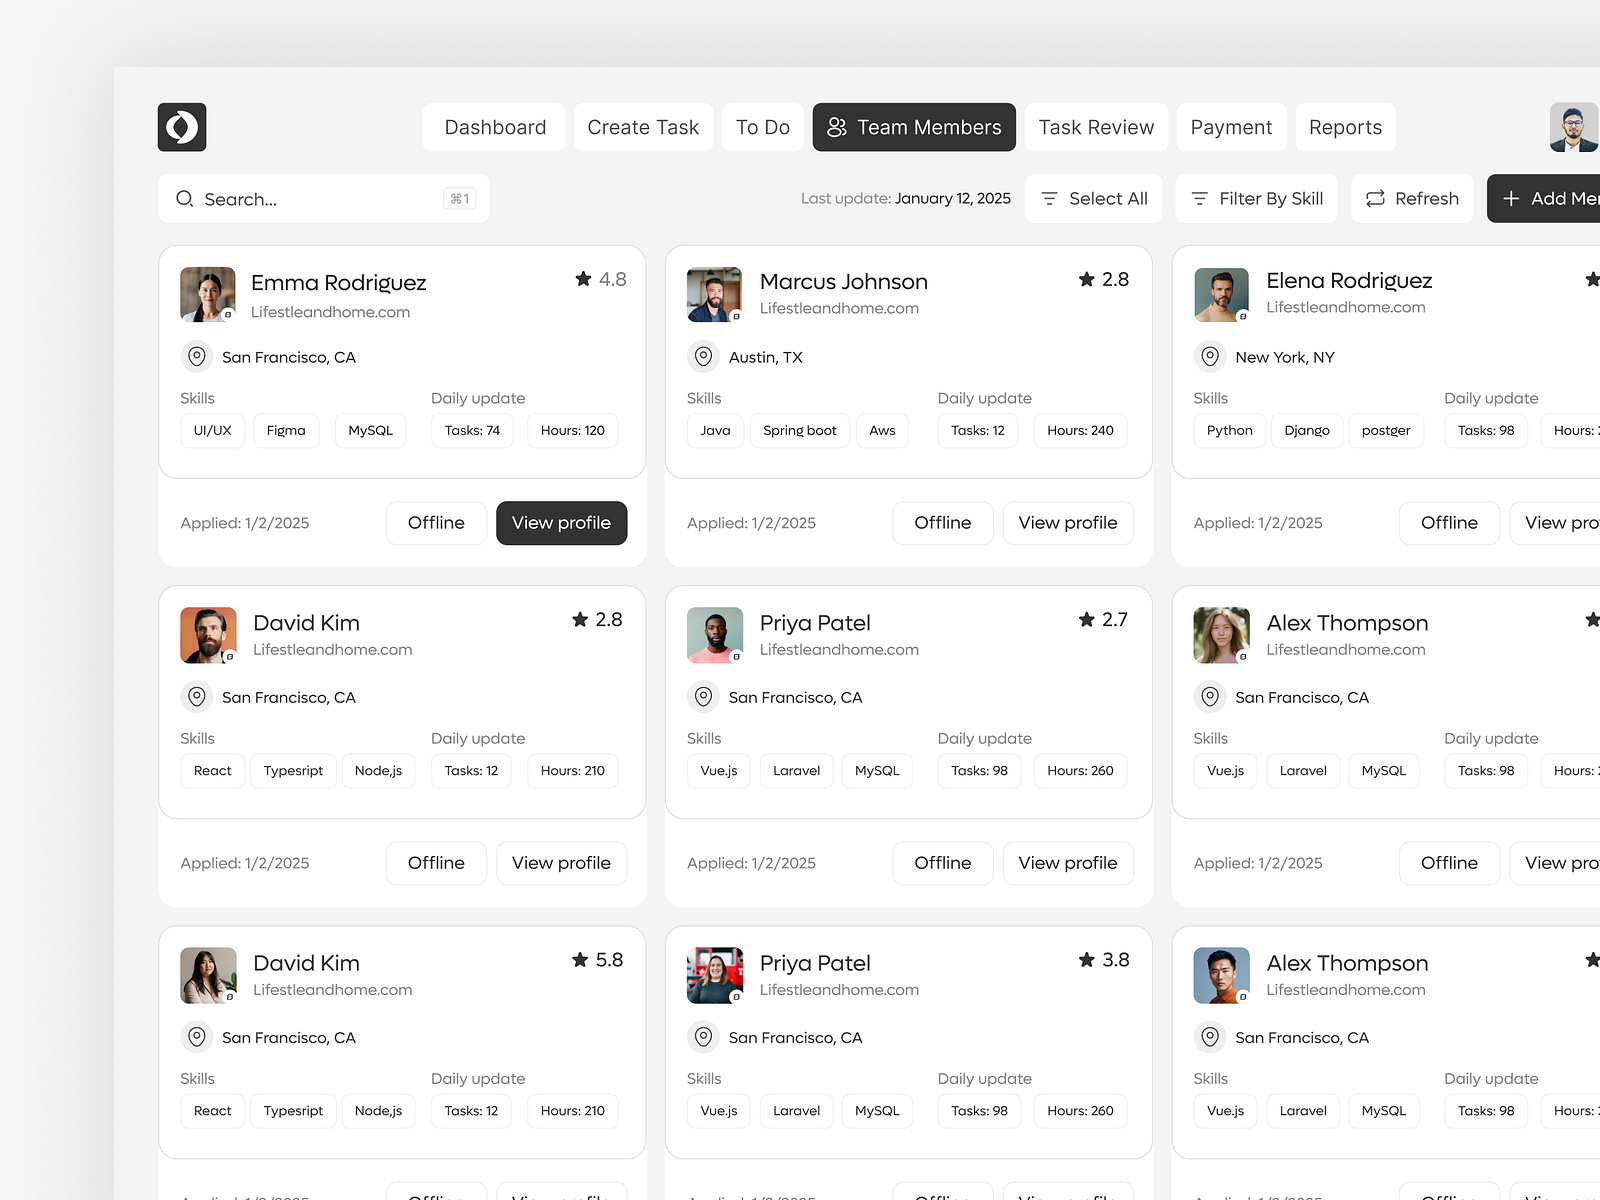 Dashboard Create Task To Do Team Members Task Review Payment Reports
Search... ⌘1 Last update: January 12, 2025 Select All Filter By Skill Refresh + Add
Emma Rodriguez 4.8 Marcus Johnson 2.8 Elena Rodriguez
Lifestleandhome.com Lifestleandhome.com Lifestleandhome.com
San Francisco, CA Austin, TX New York, NY
Skills Daily update Skills Daily update Skills Daily update
UI/UX Figma MySQL Tasks: 74 Hours: 120 Java Spring boot Aws Tasks: 12 Hours: 240 Python Django postger Tasks: 98 Hours:
Applied: 1/2/2025 Offline View profile Applied: 1/2/2025 Offline View profile Applied: 1/2/2025 Offline View
David Kim 2.8 Priya Patel 2.7 Alex Thompson
Lifestleandhome.com Lifestleandhome.com Lifestleandhome.com
San Francisco, CA San Francisco, CA San Francisco, CA
Skills Daily update Skills Daily update Skills Daily update
React Typesript Node,js Tasks: 12 Hours: 210 Vue.js Laravel MySQL Tasks: 98 Hours: 260 Vue.js Laravel MySQL Tasks: 98 Hours:
Applied: 1/2/2025 Offline View profile Applied: 1/2/2025 Offline View profile Applied: 1/2/2025 Offline View
David Kim 5.8 Priya Patel 3.8 Alex Thompson
Lifestleandhome.com Lifestleandhome.com Lifestleandhome.com
San Francisco, CA San Francisco, CA San Francisco, CA
Skills Daily update Skills Daily update Skills Daily update
React Typesript Node,js Tasks: 12 Hours: 210 Vue.js Laravel MySQL Tasks: 98 Hours: 260 Vue.js Laravel MySQL Tasks: 98 Hours: